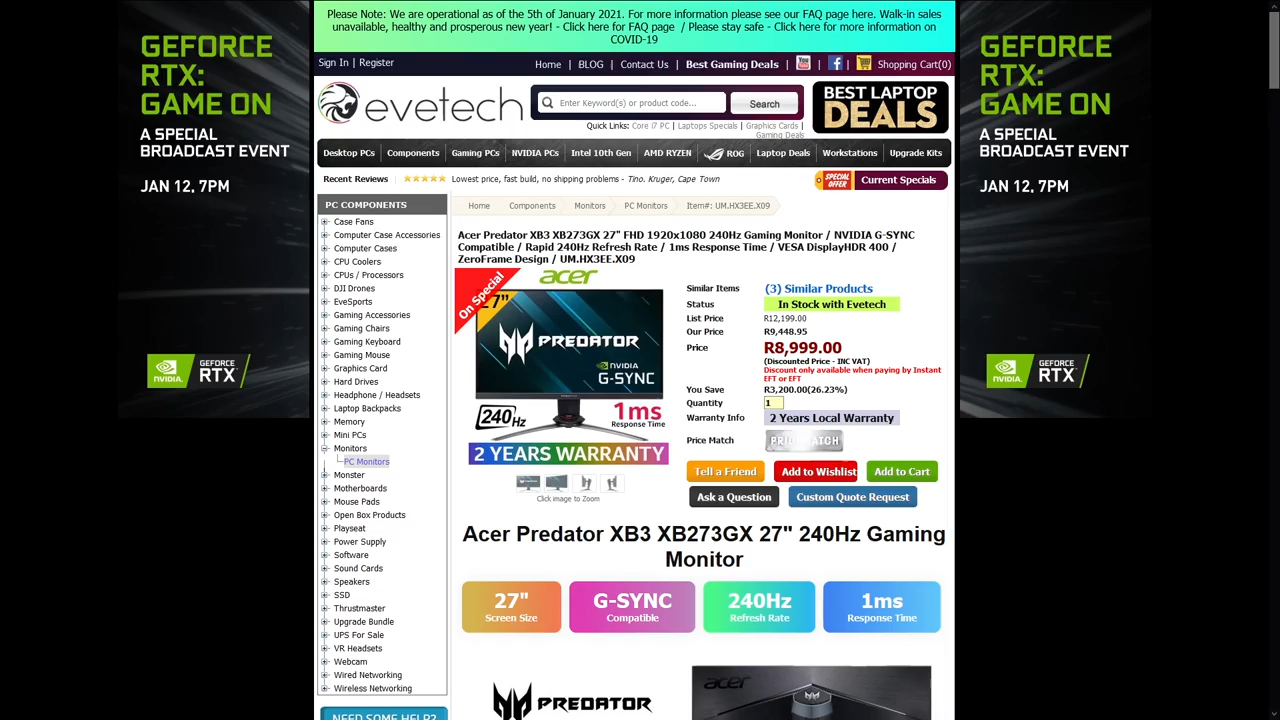 GEFORCE
RTX:
GAME ON
A SPECIAL
BROADCAST EVENT
JAN 12, 7PM
NVIDIA.
GEFORCE
RTX
Please Note: We are operational as of the 5th of January 2021. For more information please see our FAQ page here. Walk-in sales
unavailable, healthy and prosperous new year! - Click here for FAQ page / Please stay safe - Click here for more information on
COVID-19
Sign In | Register
Home | BLOG | Contact Us | Best Gaming Deals | You | f | Shopping Cart(0)
evetech
Enter Keyword(s) or product code...
Search
Quick Links: Core i7 PC | Laptops Specials | Graphics Cards |
Gaming Deals
BEST LAPTOP
DEALS
Desktop PCs
Components
Gaming PCs
NVIDIA PCs
Intel 10th Gen
AMD RYZEN
ROG
Laptop Deals
Workstations
Upgrade Kits
Recent Reviews
Lowest price, fast build, no shipping problems - Tino. Kruger, Cape Town
SPECIAL
OFFER
Current Specials
PC COMPONENTS
Case Fans
Computer Case Accessories
Computer Cases
CPU Coolers
CPUs / Processors
DJI Drones
EveSports
Gaming Accessories
Gaming Chairs
Gaming Keyboard
Gaming Mouse
Graphics Card
Hard Drives
Headphone / Headsets
Laptop Backpacks
Memory
Mini PCs
Monitors
PC Monitors
Monster
Motherboards
Mouse Pads
Open Box Products
Playseat
Power Supply
Software
Sound Cards
Speakers
SSD
Thrustmaster
Upgrade Bundle
UPS For Sale
VR Headsets
Webcam
Wired Networking
Wireless Networking
NEED SOME HELP?
Home
Components
Monitors
PC Monitors
Item#: UM.HX3EE.X09
Acer Predator XB3 XB273GX 27" FHD 1920x1080 240Hz Gaming Monitor / NVIDIA G-SYNC
Compatible / Rapid 240Hz Refresh Rate / 1ms Response Time / VESA DisplayHDR 400 /
ZeroFrame Design / UM.HX3EE.X09
On Special
acer
27"
PREDATOR
NVIDIA
G-SYNC
240Hz
1ms
Response Time
2 YEARS WARRANTY
Click image to Zoom
Similar Items
(3) Similar Products
Status
In Stock with Evetech
List Price
R12,199.00
Our Price
R9,448.95
Price
R8,999.00
(Discounted Price - INC VAT)
Discount only available when paying by Instant
EFT or EFT
You Save
R3,200.00(26.23%)
Quantity
1
Warranty Info
2 Years Local Warranty
Price Match
PRICE MATCH
Tell a Friend
Add to Wishlist
Add to Cart
Ask a Question
Custom Quote Request
Acer Predator XB3 XB273GX 27" 240Hz Gaming
Monitor
27"
Screen Size
G-SYNC
Compatible
240Hz
Refresh Rate
1ms
Response Time
PREDATOR
acer
GEFORCE
RTX:
GAME ON
A SPECIAL
BROADCAST EVENT
JAN 12, 7PM
NVIDIA.
GEFORCE
RTX